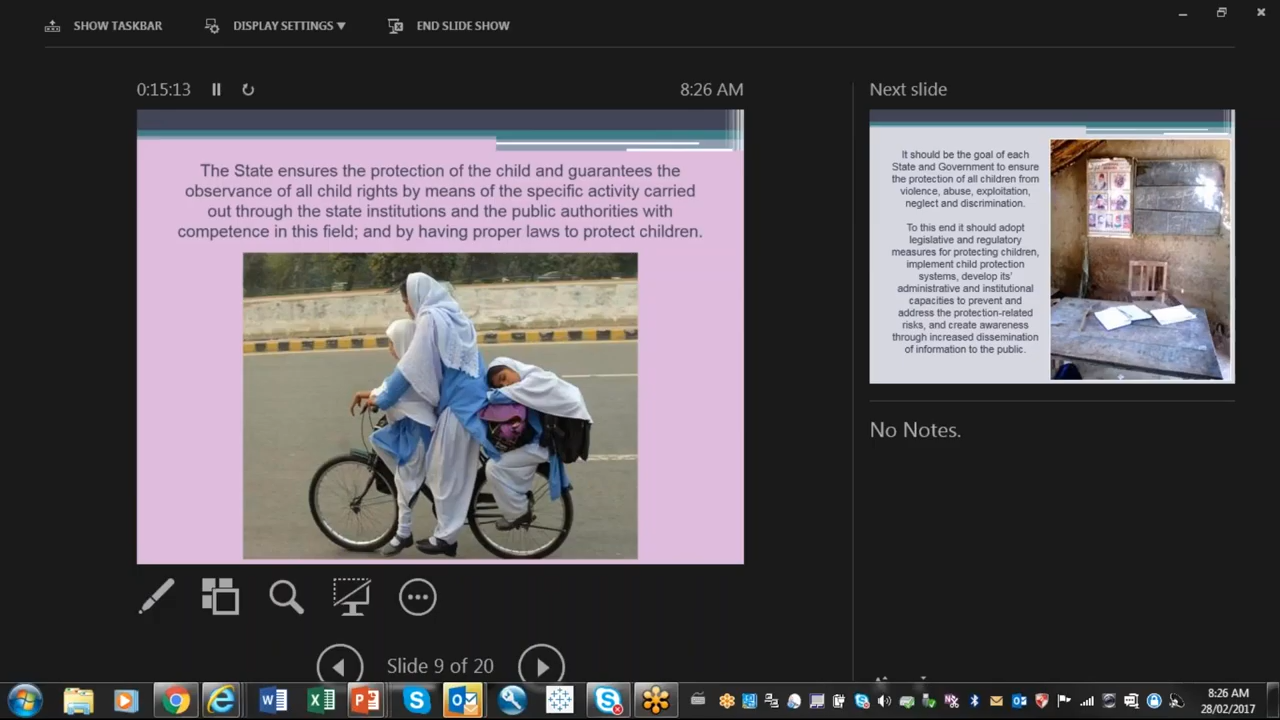 SHOW TASKBAR
DISPLAY SETTINGS ▼
END SLIDE SHOW
0:15:13
8:26 AM
The State ensures the protection of the child and guarantees the
observance of all child rights by means of the specific activity carried
out through the state institutions and the public authorities with
competence in this field; and by having proper laws to protect children.
Slide 9 of 20
Next slide
It should be the goal of each
State and Government to ensure
the protection of all children from
violence, abuse, exploitation,
neglect and discrimination.
To this end it should adopt
legislative and regulatory
measures for protecting children,
implement child protection
systems, develop its'
administrative and institutional
capacities to prevent and
address the protection-related
risks, and create awareness
through increased dissemination
of information to the public.
No Notes.
8:26 AM
28/02/2017